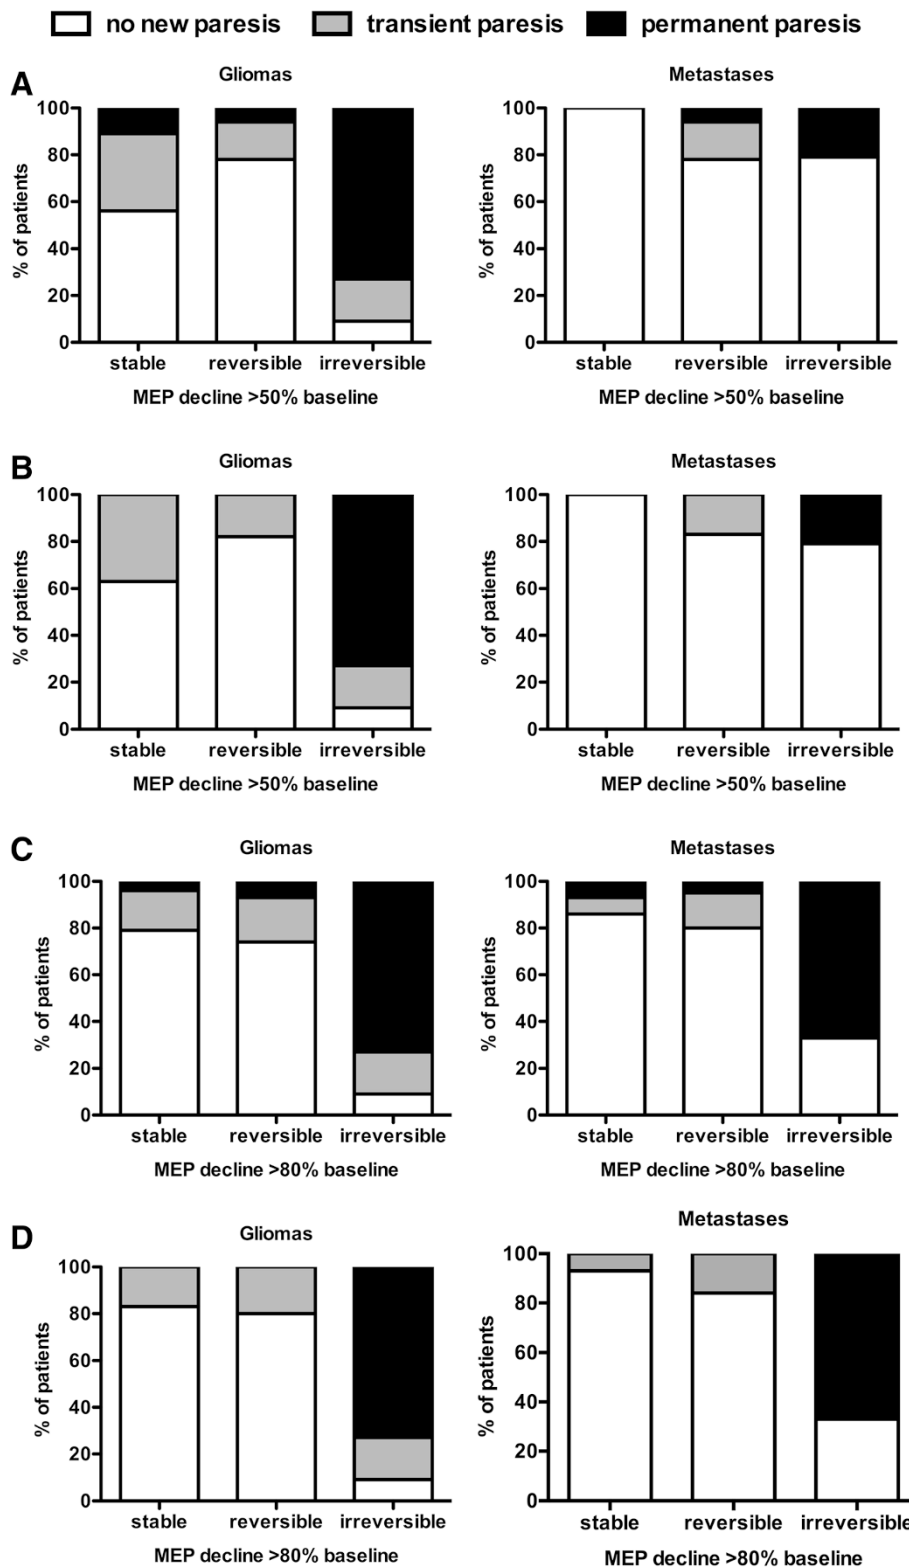 no new paresis transient paresis permanent paresis
A
Gliomas
% of patients
100
80
60
40
20
0
stable reversible irreversible
MEP decline >50% baseline
Metastases
% of patients
100
80
60
40
20
0
stable reversible irreversible
MEP decline >50% baseline
B
Gliomas
% of patients
100
80
60
40
20
0
stable reversible irreversible
MEP decline >50% baseline
Metastases
% of patients
100
80
60
40
20
0
stable reversible irreversible
MEP decline >50% baseline
C
Gliomas
% of patients
100
80
60
40
20
0
stable reversible irreversible
MEP decline >80% baseline
Metastases
% of patients
100
80
60
40
20
0
stable reversible irreversible
MEP decline >80% baseline
D
Gliomas
% of patients
100
80
60
40
20
0
stable reversible irreversible
MEP decline >80% baseline
Metastases
% of patients
100
80
60
40
20
0
stable reversible irreversible
MEP decline >80% baseline